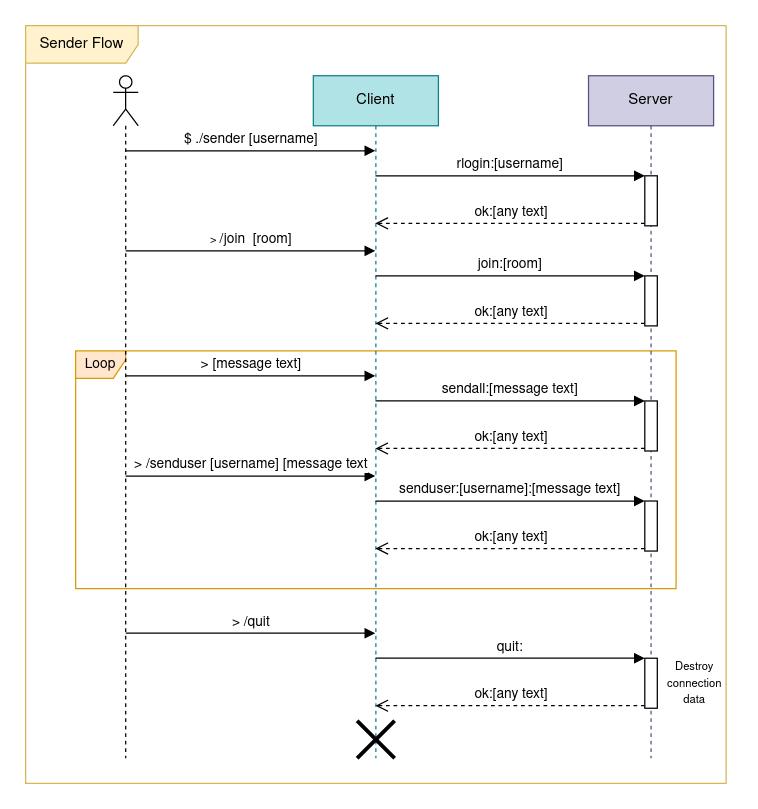 Sender Flow
Client
Server
$ ./sender [username]
rlogin:[username]
ok:[any text]
> /join  [room]
join:[room]
ok:[any text]
Loop
> [message text]
sendall:[message text]
ok:[any text]
> /senduser [username] [message text
senduser:[username]:[message text]
ok:[any text]
> /quit
quit:
Destroy
connection
data
ok:[any text]